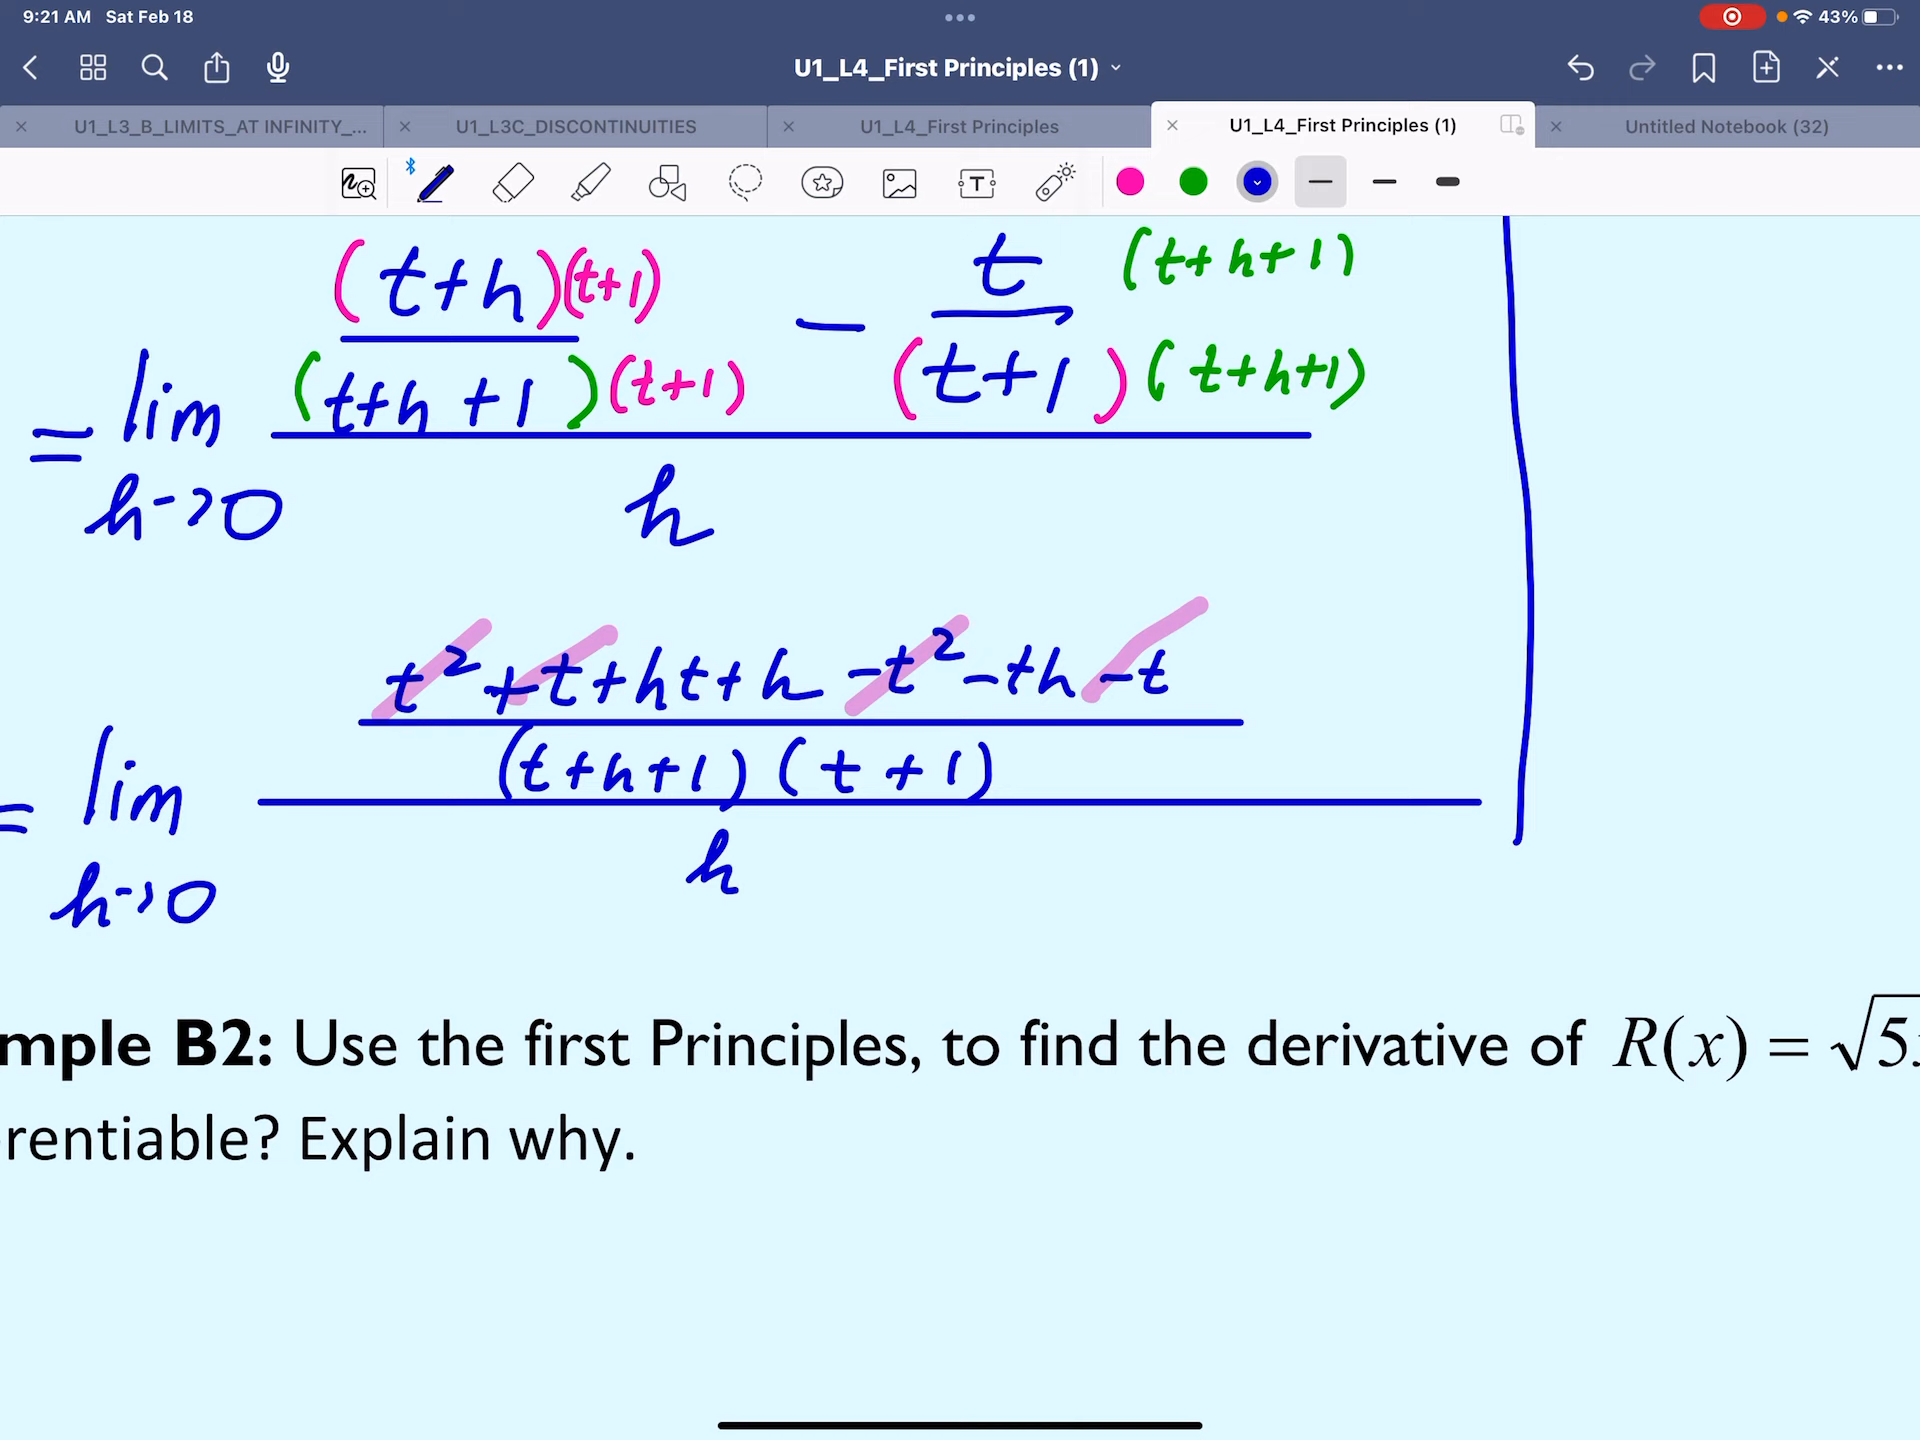 9:21 AM Sat Feb 18
43%
U1_L4_First Principles (1)
U1_L3_B_LIMITS_AT INFINITY_...
U1_L3C_DISCONTINUITIES
U1_L4_First Principles
U1_L4_First Principles (1)
Untitled Notebook (32)
(t+h)(t+1) t (t+h+1)
—
(t+h+1)(t+1) (t+1)(t+h+1)
= lim
h→0 h
t²+t+ht+h-t²-th-t
(t+h+1)(t+1)
= lim
h
h→0
mple B2: Use the first Principles, to find the derivative of R(x) = √5
rentiable? Explain why.